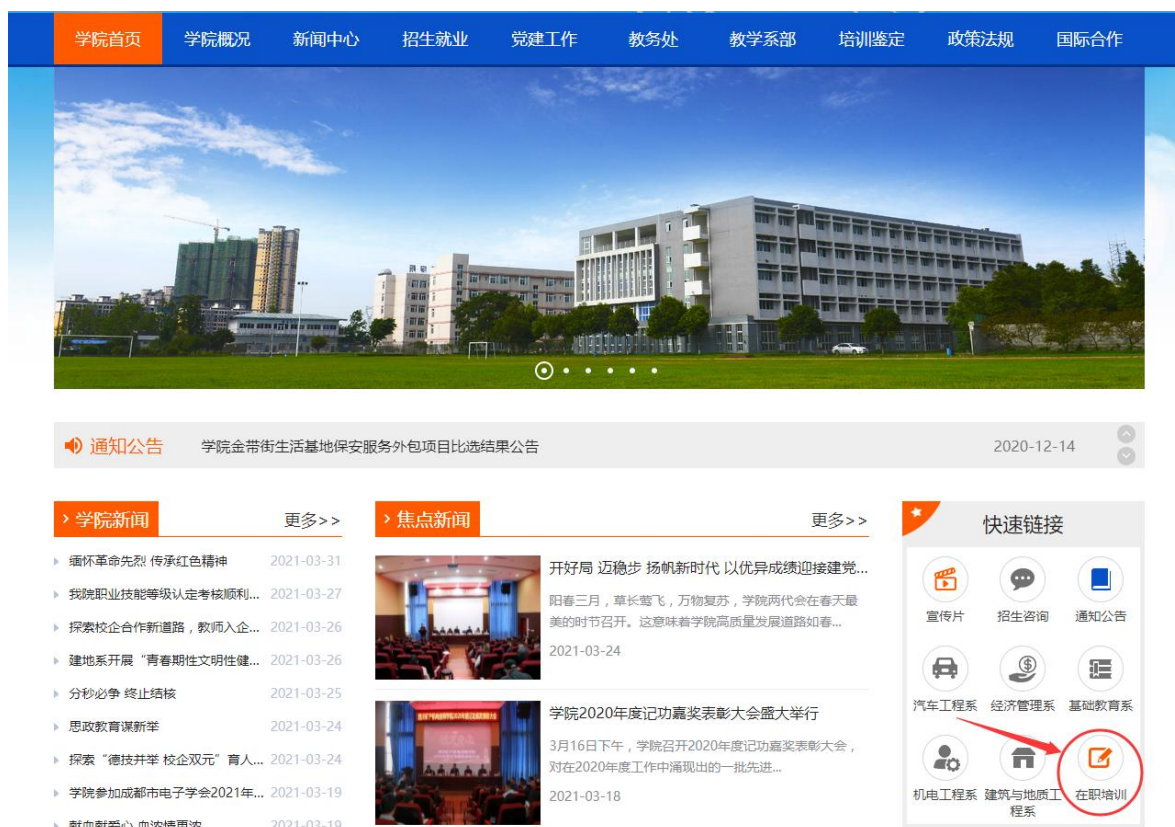 学院首页 学院概况 新闻中心 招生就业 党建工作 教务处 教学系部 培训鉴定 政策法规 国际合作
通知公告 学院金带街生活基地保安服务外包项目比选结果公告 2020-12-14
学院新闻 更多>>
缅怀革命先烈 传承红色精神 2021-03-31
我院职业技能等级认定考核顺利... 2021-03-27
探索校企合作新道路，教师入企... 2021-03-26
建地系开展“青春期性文明性健... 2021-03-26
分秒必争 终止结核 2021-03-25
思政教育谋新举 2021-03-24
探索“德技并举 校企双元”育人... 2021-03-24
学院参加成都市电子学会2021年... 2021-03-19
献血献爱心 血浓情更浓 2021-03-19
焦点新闻 更多>>
开好局 迈稳步 扬帆新时代 以优异成绩迎接建党...
阳春三月，草长莺飞，万物复苏，学院两代会在春天最
美的时节召开。这意味着学院高质量发展道路如春...
2021-03-24
学院2020年度记功嘉奖表彰大会盛大举行
3月16日下午，学院召开2020年度记功嘉奖表彰大会，
对在2020年度工作中涌现出的一批先进...
2021-03-18
快速链接
宣传片 招生咨询 通知公告
汽车工程系 经济管理系 基础教育系
机电工程系 建筑与地质工 在职培训
程系